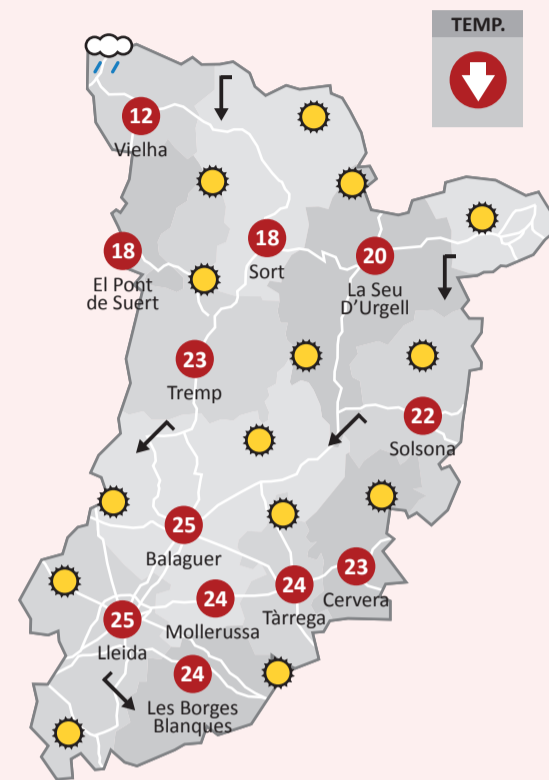 TEMP.
12
Vielha
18
El Pont
de Suert
18
Sort
20
La Seu
D'Urgell
23
Tremp
22
Solsona
25
Balaguer
23
Cervera
24
Tàrrega
24
Mollerussa
25
Lleida
24
Les Borges
Blanques